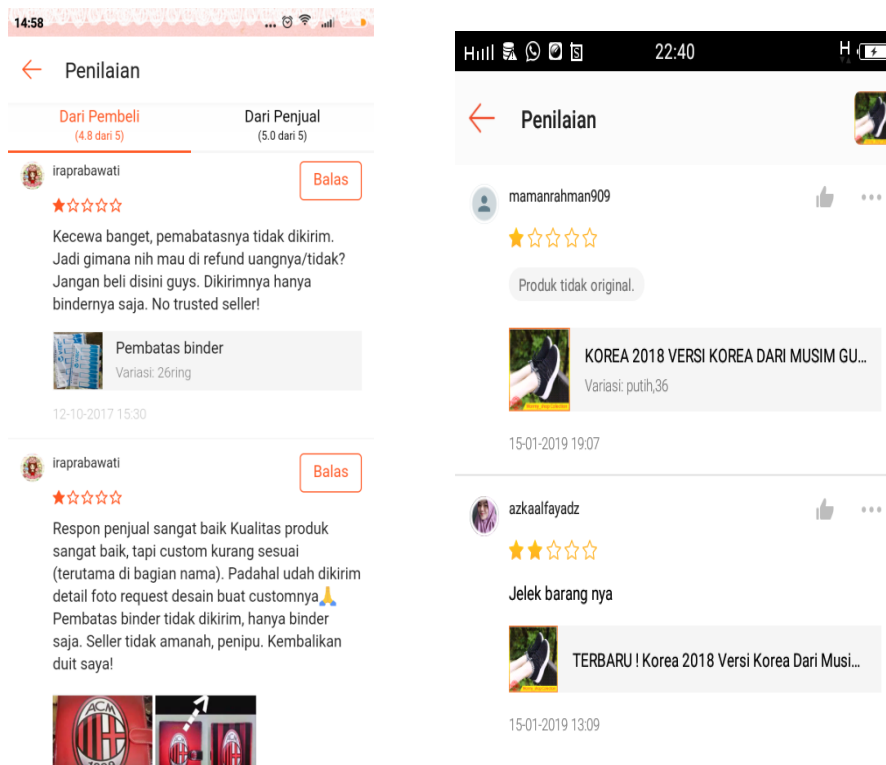 14:58
Penilaian
Dari Pembeli
(4.8 dari 5)
Dari Penjual
(5.0 dari 5)
iraprabawati
Balas
Kecewa banget, pemabatasnya tidak dikirim.
Jadi gimana nih mau di refund uangnya/tidak?
Jangan beli disini guys. Dikirimnya hanya
bindernya saja. No trusted seller!
Pembatas binder
Variasi: 26ring
12-10-2017 15:30
iraprabawati
Balas
Respon penjual sangat baik Kualitas produk
sangat baik, tapi custom kurang sesuai
(terutama di bagian nama). Padahal udah dikirim
detail foto request desain buat customnya🙏
Pembatas binder tidak dikirim, hanya binder
saja. Seller tidak amanah, penipu. Kembalikan
duit saya!
ACM
H
22:40
H
Penilaian
mamanrahman909
Produk tidak original.
KOREA 2018 VERSI KOREA DARI MUSIM GU...
Variasi: putih,36
15-01-2019 19:07
azkaalfayadz
Jelek barang nya
TERBARU ! Korea 2018 Versi Korea Dari Musi...
15-01-2019 13:09